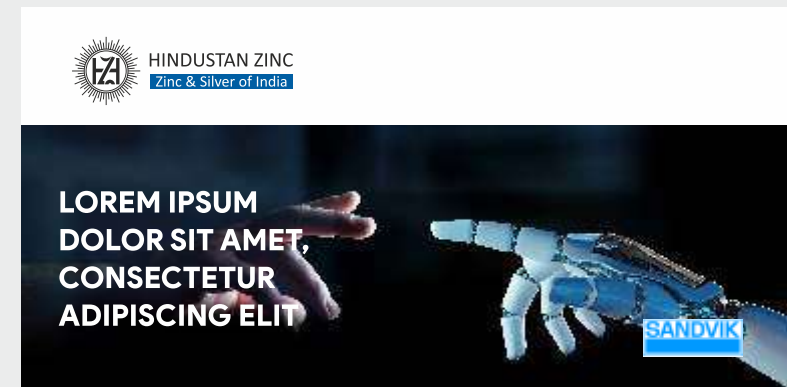 HINDUSTAN ZINC
Zinc & Silver of India
LOREM IPSUM
DOLOR SIT AMET,
CONSECTETUR
ADIPISCING ELIT
SANDVIK